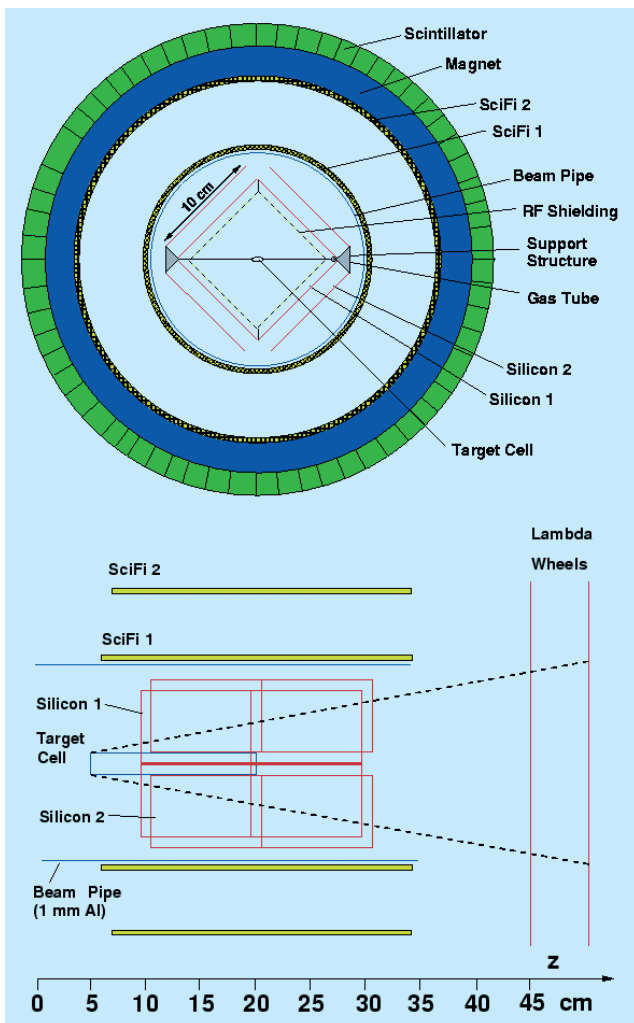 Scintillator
Magnet
SciFi 2
SciFi 1
Beam Pipe
RF Shielding
Support
Structure
Gas Tube
Silicon 2
Silicon 1
Target Cell
10 cm
Lambda
Wheels
SciFi 2
SciFi 1
Silicon 1
Target
Cell
Silicon 2
Beam Pipe
(1 mm Al)
z
0 5 10 15 20 25 30 35 40 45 cm